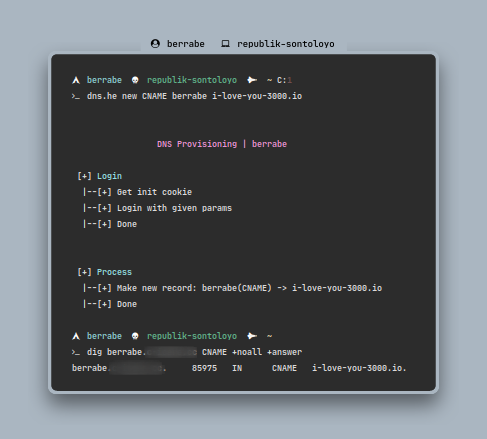 berrabe republik-sontoloyo
berrabe republik-sontoloyo ~ C:1
>_ dns.he new CNAME berrabe i-love-you-3000.io
DNS Provisioning | berrabe
[+] Login
|--[+] Get init cookie
|--[+] Login with given params
|--[+] Done
[+] Process
|--[+] Make new record: berrabe(CNAME) -> i-love-you-3000.io
|--[+] Done
berrabe republik-sontoloyo ~
>_ dig berrabe. CNAME +noall +answer
berrabe. 85975 IN CNAME i-love-you-3000.io.